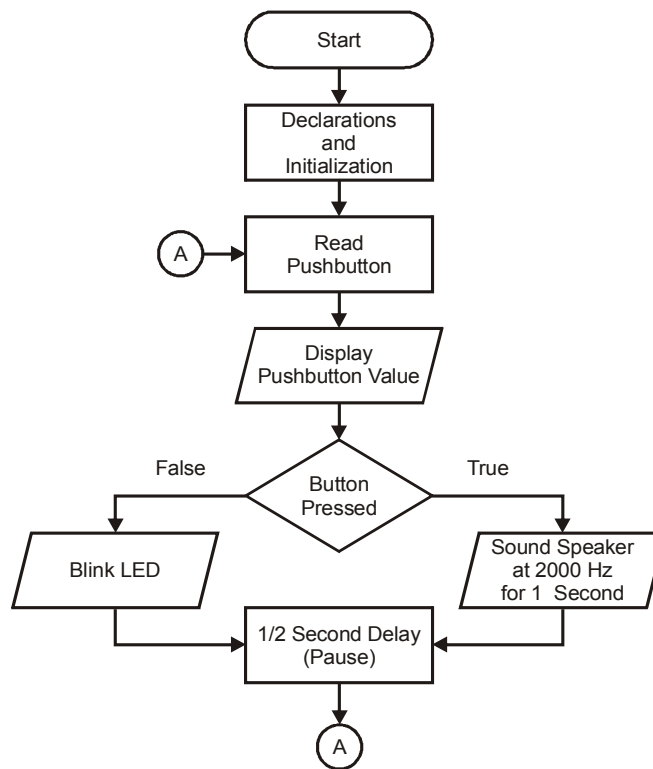 Start
Declarations
and
Initialization
A
Read
Pushbutton
Display
Pushbutton Value
False
True
Button
Pressed
Blink LED
Sound Speaker
at 2000 Hz
for 1 Second
1/2 Second Delay
(Pause)
A